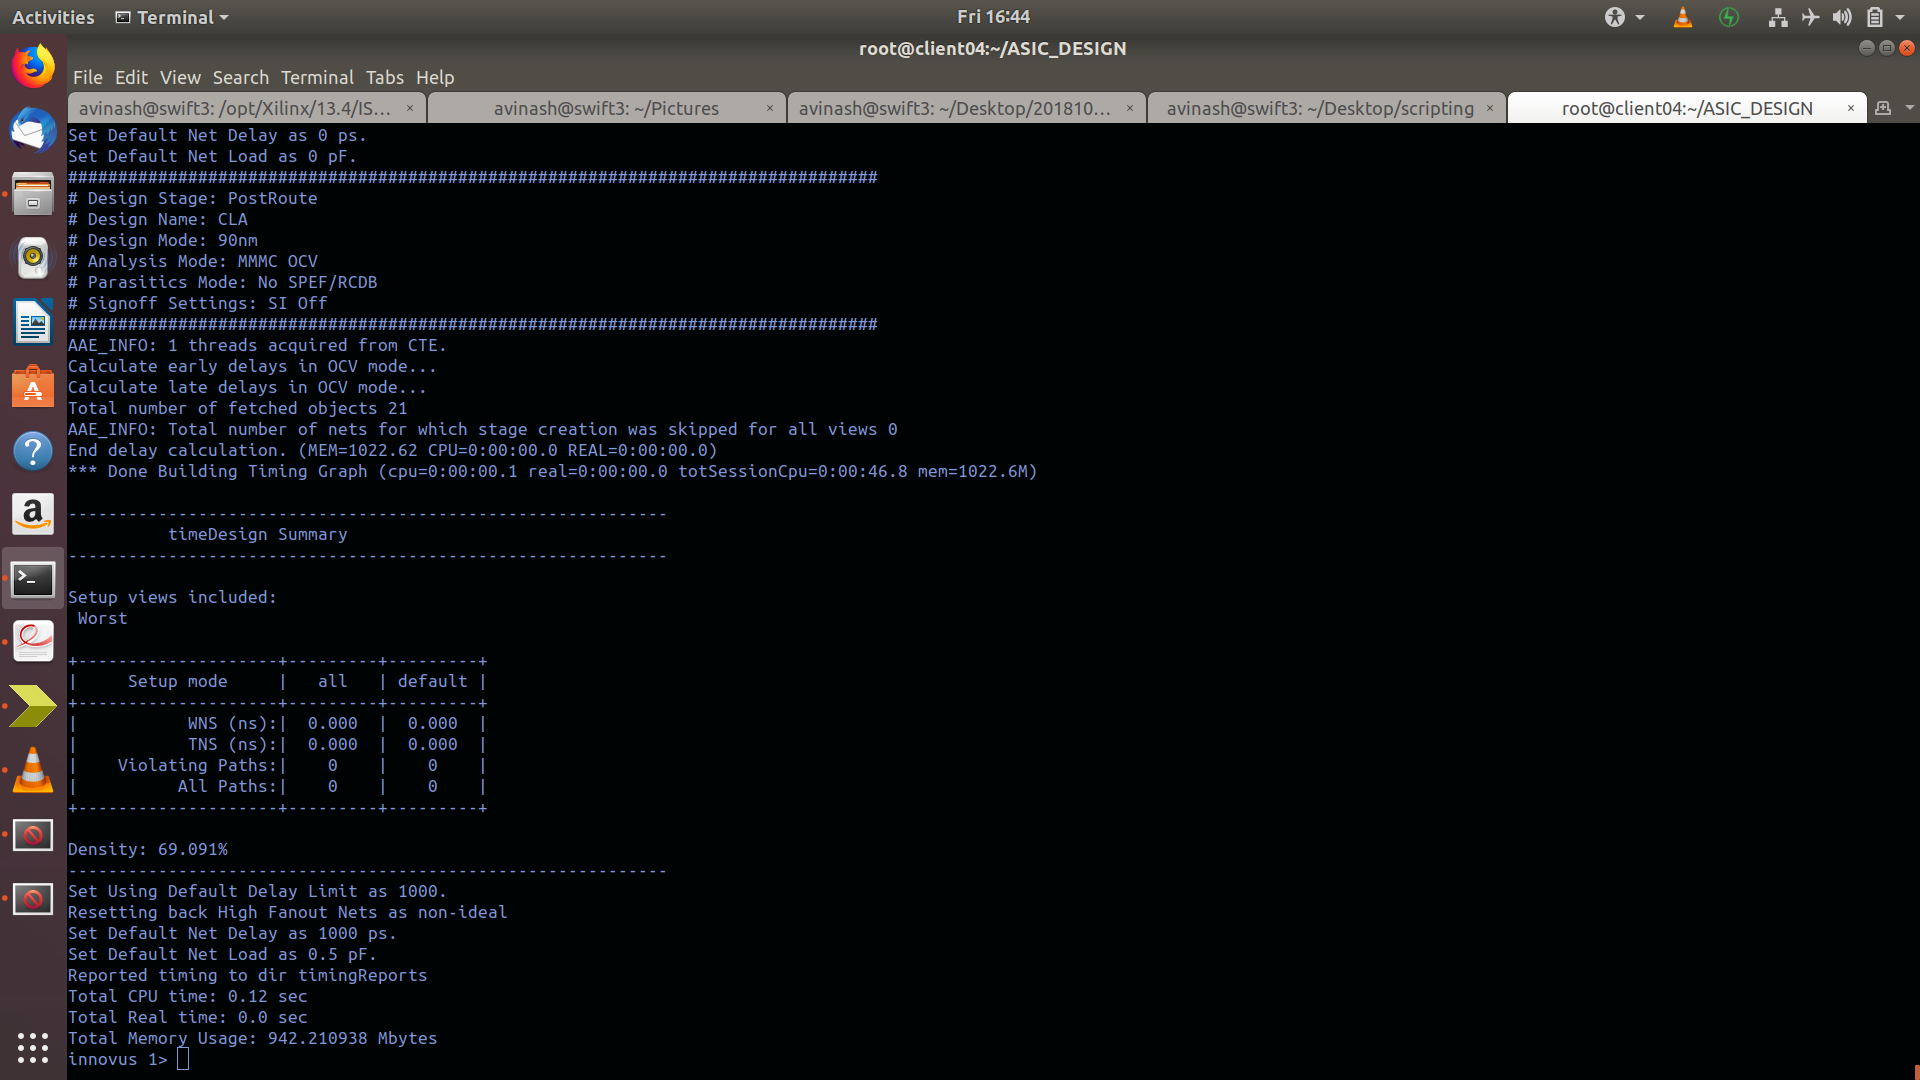 Activities Terminal Fri 16:44
root@client04:~/ASIC_DESIGN
File Edit View Search Terminal Tabs Help
avinash@swift3: /opt/Xilinx/13.4/IS... × avinash@swift3: ~/Pictures × avinash@swift3: ~/Desktop/201810... × avinash@swift3: ~/Desktop/scripting × root@client04:~/ASIC_DESIGN ×
Set Default Net Delay as 0 ps.
Set Default Net Load as 0 pF.
#################################################################################
# Design Stage: PostRoute
# Design Name: CLA
# Design Mode: 90nm
# Analysis Mode: MMMC OCV
# Parasitics Mode: No SPEF/RCDB
# Signoff Settings: SI Off
#################################################################################
AAE_INFO: 1 threads acquired from CTE.
Calculate early delays in OCV mode...
Calculate late delays in OCV mode...
Total number of fetched objects 21
AAE_INFO: Total number of nets for which stage creation was skipped for all views 0
End delay calculation. (MEM=1022.62 CPU=0:00:00.0 REAL=0:00:00.0)
*** Done Building Timing Graph (cpu=0:00:00.1 real=0:00:00.0 totSessionCpu=0:00:46.8 mem=1022.6M)
------------------------------------------------------------
          timeDesign Summary
------------------------------------------------------------
Setup views included:
 Worst
+--------------------+---------+---------+
|     Setup mode     |   all   | default |
+--------------------+---------+---------+
|           WNS (ns):|  0.000  |  0.000  |
|           TNS (ns):|  0.000  |  0.000  |
|    Violating Paths:|    0    |    0    |
|          All Paths:|    0    |    0    |
+--------------------+---------+---------+
Density: 69.091%
------------------------------------------------------------
Set Using Default Delay Limit as 1000.
Resetting back High Fanout Nets as non-ideal
Set Default Net Delay as 1000 ps.
Set Default Net Load as 0.5 pF.
Reported timing to dir timingReports
Total CPU time: 0.12 sec
Total Real time: 0.0 sec
Total Memory Usage: 942.210938 Mbytes
innovus 1>